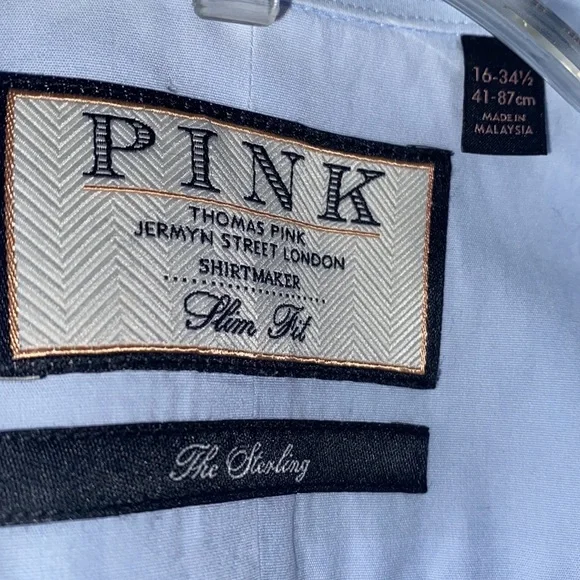 PINK
THOMAS PINK
JERMYN STREET LONDON
SHIRTMAKER
Slim Fit
The Sterling
16-34½
41-87cm
MADE IN
MALAYSIA